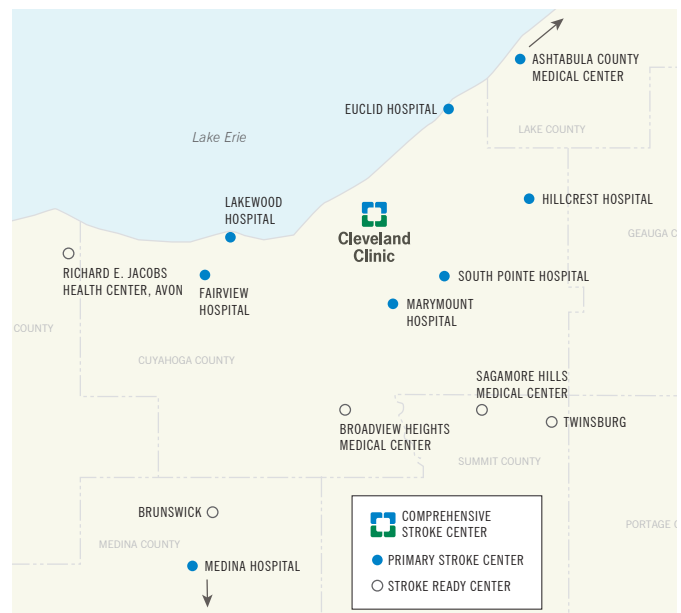 ASHTABULA COUNTY
MEDICAL CENTER
EUCLID HOSPITAL
LAKE COUNTY
Lake Erie
LAKEWOOD
HOSPITAL
HILLCREST HOSPITAL
Cleveland
Clinic
GEAUGA C
RICHARD E. JACOBS
HEALTH CENTER, AVON
FAIRVIEW
HOSPITAL
SOUTH POINTE HOSPITAL
MARYMOUNT
HOSPITAL
COUNTY
CUYAHOGA COUNTY
SAGAMORE HILLS
MEDICAL CENTER
BROADVIEW HEIGHTS
MEDICAL CENTER
TWINSBURG
SUMMIT COUNTY
BRUNSWICK
MEDINA COUNTY
MEDINA HOSPITAL
COMPREHENSIVE
STROKE CENTER
PRIMARY STROKE CENTER
STROKE READY CENTER
PORTAGE C